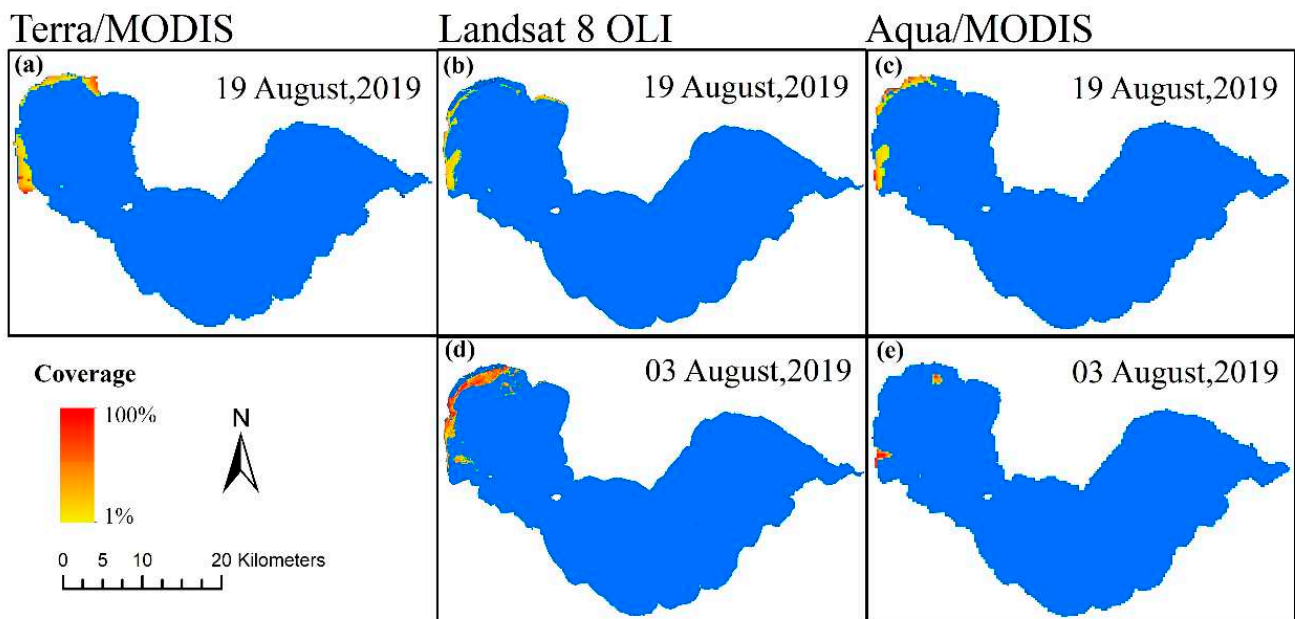 Terra/MODIS
Landsat 8 OLI
Aqua/MODIS
(a)
19 August,2019
(b)
19 August,2019
(c)
19 August,2019
Coverage
100%
1%
N
0 5 10 20 Kilometers
(d)
03 August,2019
(e)
03 August,2019